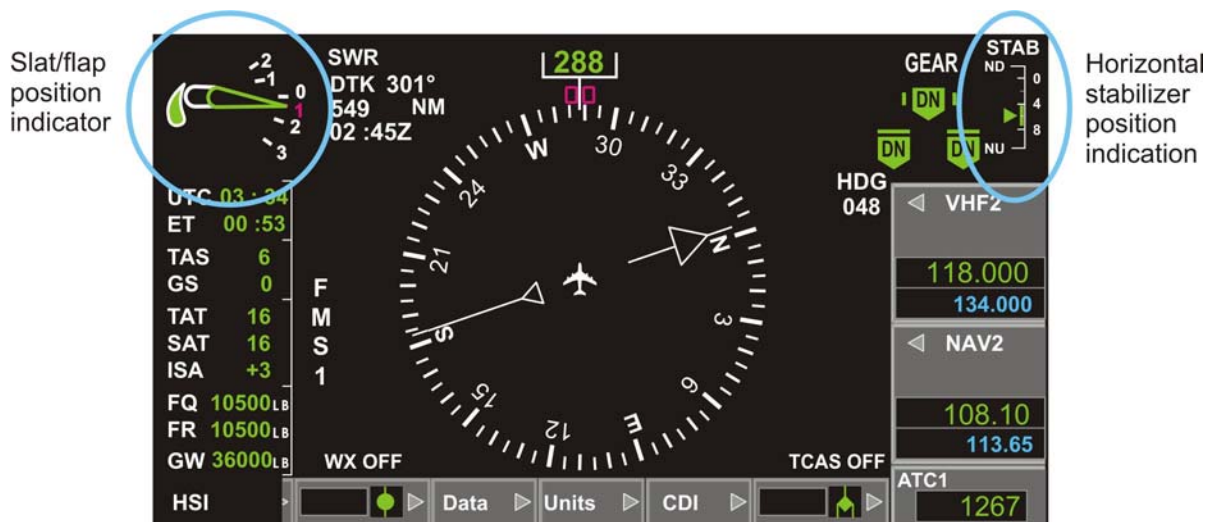 Slat/flap
position
indicator
2
1
0
1
2
3
SWR
DTK 301°
549 NM
02 :45Z
288
GEAR
DN
DN DN
STAB
ND
0
4
8
NU
Horizontal
stabilizer
position
indication
UTC 03 : 34
ET 00 :53
TAS 6
GS 0
TAT 16
SAT 16
ISA +3
FQ 10500LB
FR 10500LB
GW 36000LB
HSI
F
M
S
1
W
30
33
N
3
6
E
12
15
S
21
24
HDG
048
VHF2
118.000
134.000
NAV2
108.10
113.65
WX OFF
TCAS OFF
Data
Units
CDI
ATC1
1267